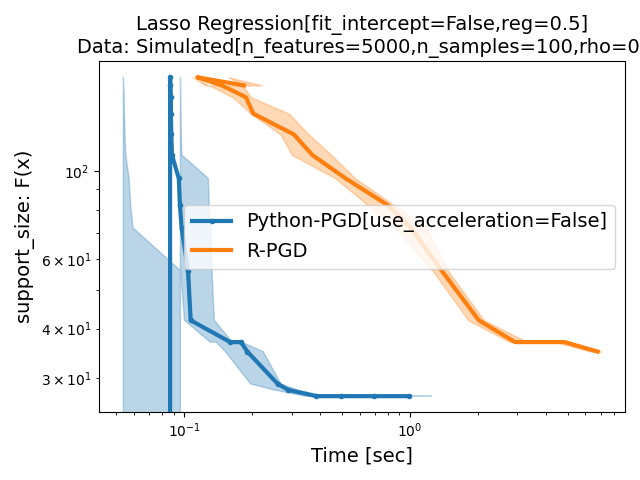 Lasso Regression[fit_intercept=False,reg=0.5]
Data: Simulated[n_features=5000,n_samples=100,rho=0
support_size: F(x)
10²
6 × 10¹
4 × 10¹
3 × 10¹
Python-PGD[use_acceleration=False]
R-PGD
10⁻¹
10⁰
Time [sec]